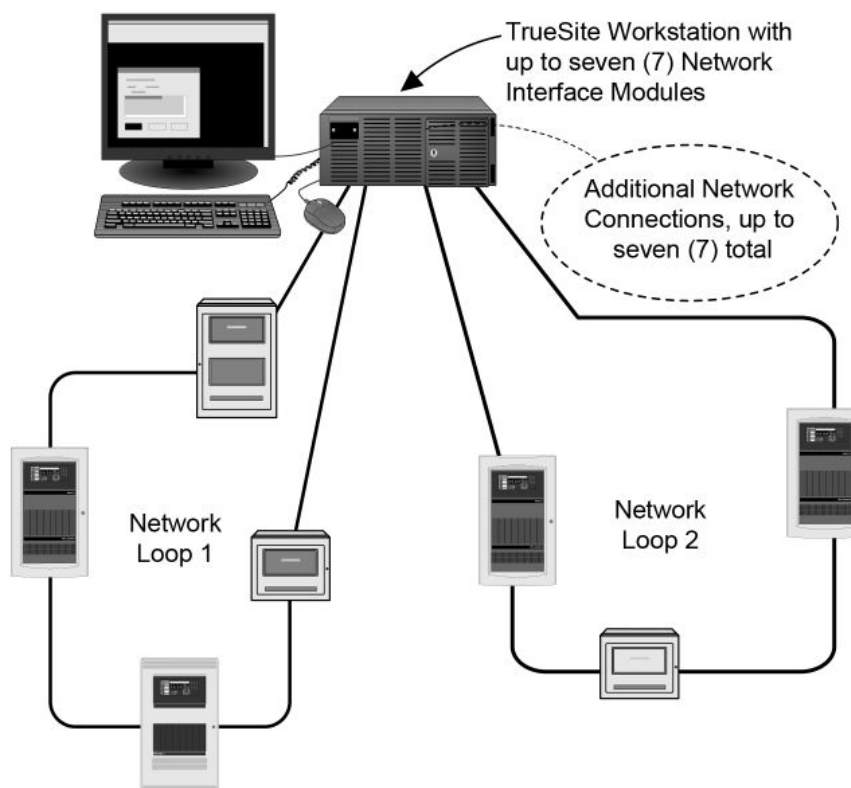 TrueSite Workstation with
up to seven (7) Network
Interface Modules
Additional Network
Connections, up to
seven (7) total
Network
Loop 1
Network
Loop 2